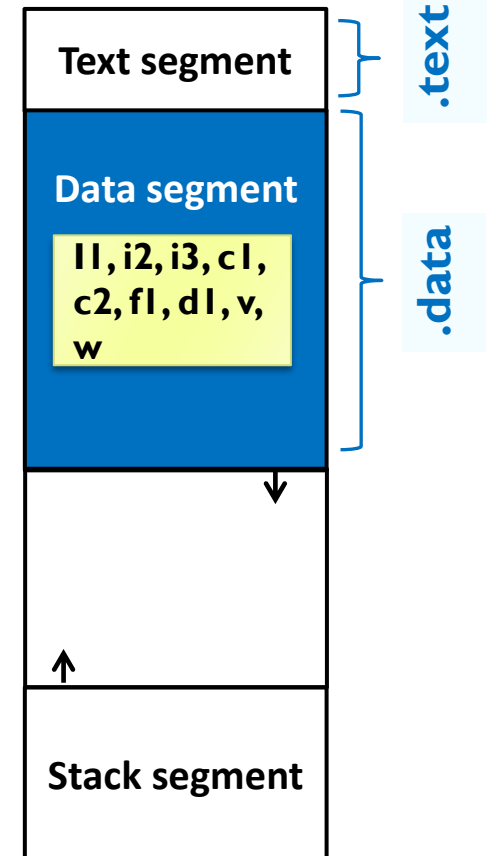 Text segment
.text
Data segment
I1, i2, i3, c1,
c2, f1, d1, v,
w
.data
Stack segment